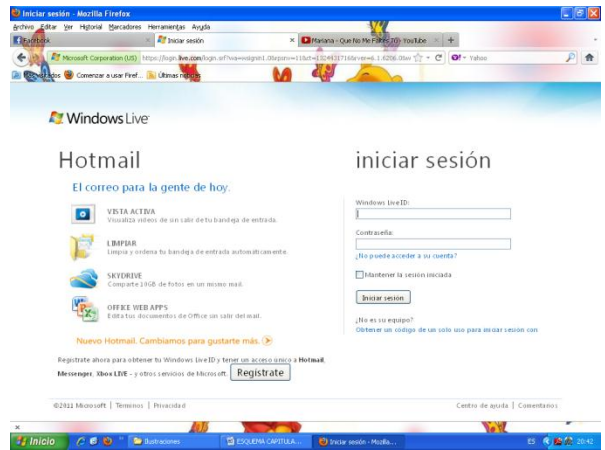 Iniciar sesión - Mozilla Firefox
Archivo Editar Ver Historial Marcadores Herramientas Ayuda
Facebook
Iniciar sesión
Mariana - Que No Me Faltes Tú - YouTube
Microsoft Corporation (US)
Yahoo
Comenzar a usar Firef...
Últimas noticias
Windows Live
Hotmail
El correo para la gente de hoy.
VISTA ACTIVA
Visualiza vídeos de sin salir de tu bandeja de entrada.
LIMPIAR
Limpia y ordena tu bandeja de entrada automáticamente.
SKYDRIVE
Comparte 10GB de fotos en un mismo mail.
OFFICE WEB APPS
Edita tus documentos de Office sin salir del mail.
Nuevo Hotmail. Cambiamos para gustarte más.
Regístrate ahora para obtener tu Windows Live ID y tener un acceso único a Hotmail,
Messenger, Xbox LIVE - y otros servicios de Microsoft.
Regístrate
iniciar sesión
Windows Live ID:
Contraseña:
¿No puede acceder a su cuenta?
Mantener la sesión iniciada
Iniciar sesión
¿No es su equipo?
Obtener un código de un solo uso para iniciar sesión con
©2011 Microsoft | Términos | Privacidad
Centro de ayuda | Comentarios
Inicio
Ilustraciones
ESQUEMA CAPITULA...
Iniciar sesión - Mozilla...
ES
20:42